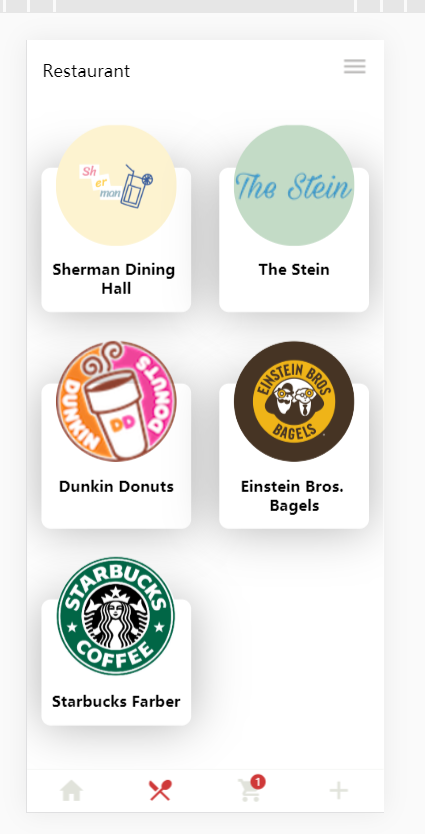 Restaurant
Sh
er
man
The Stein
Sherman Dining
Hall
The Stein
DUNKIN
DONUTS
DD
EINSTEIN BROS
BAGELS
Dunkin Donuts
Einstein Bros.
Bagels
STARBUCKS
COFFEE
Starbucks Farber
1